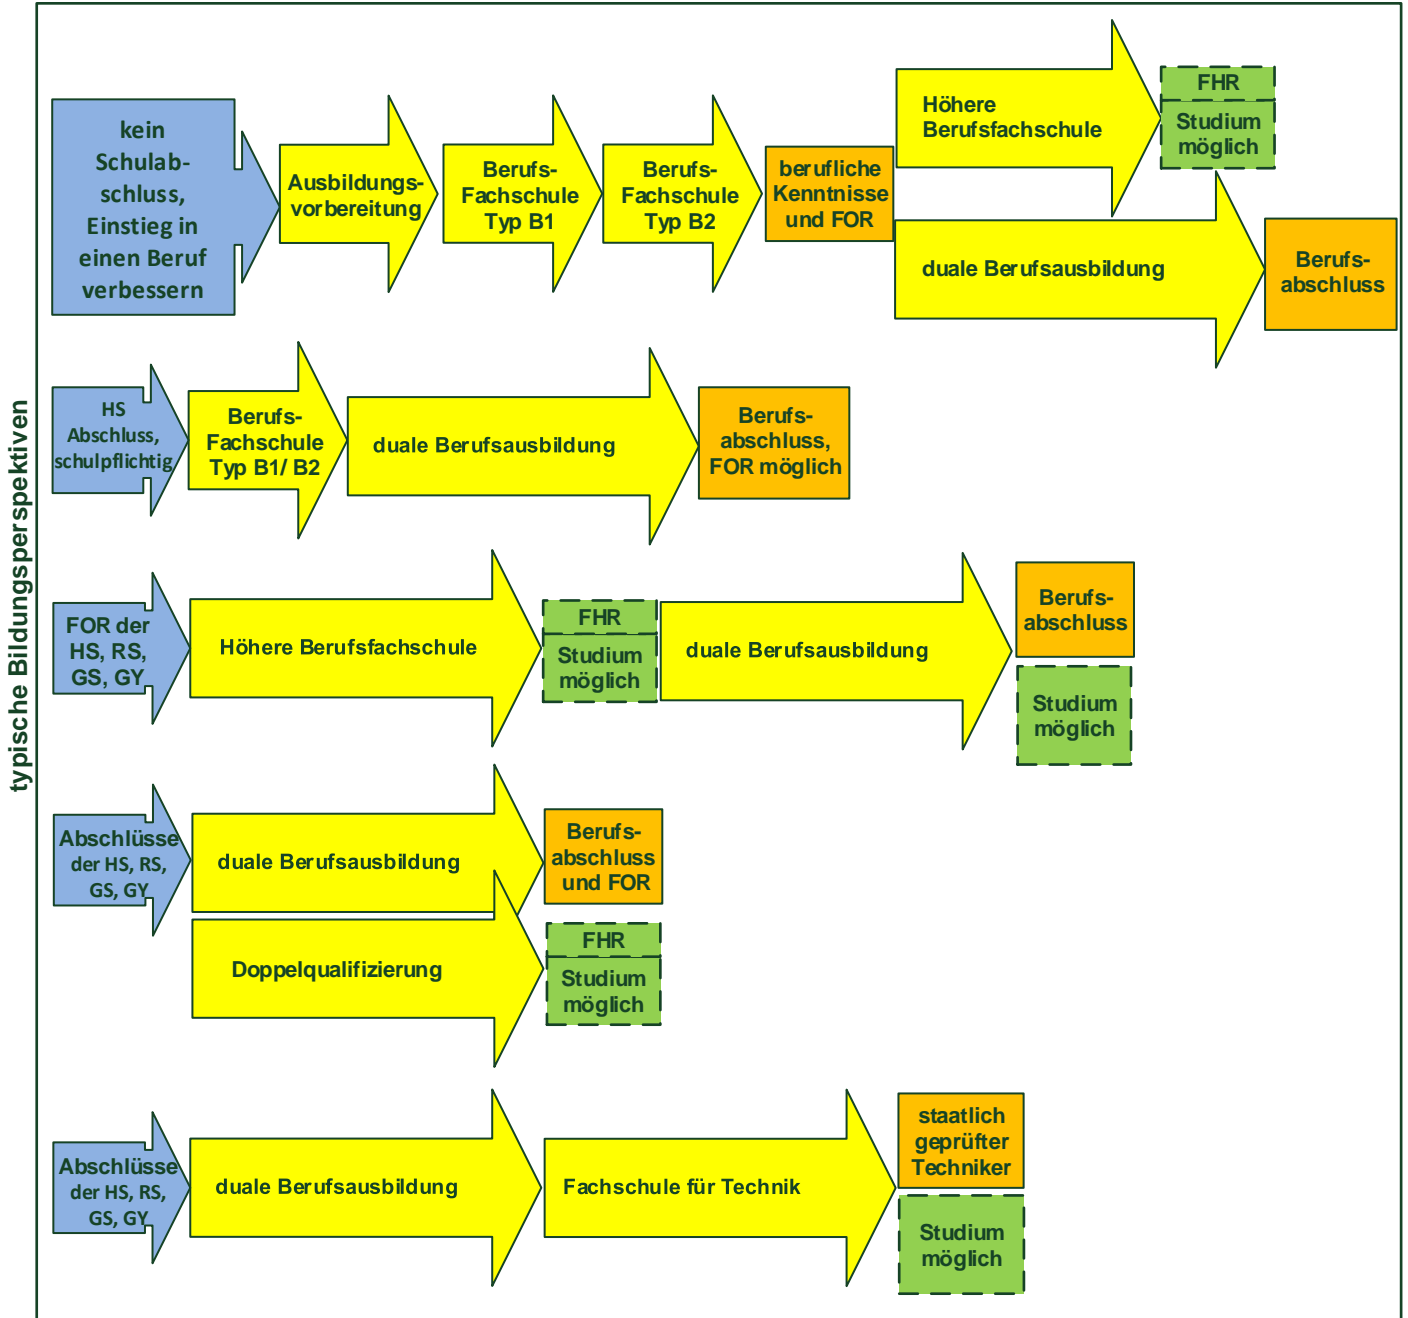 typische Bildungsperspektiven
kein
Schulab-
schluss,
Einstieg in
einen Beruf
verbessern
Ausbildungs-
vorbereitung
Berufs-
Fachschule
Typ B1
Berufs-
Fachschule
Typ B2
berufliche
Kenntnisse
und FOR
Höhere
Berufsfachschule
FHR
Studium
möglich
duale Berufsausbildung
Berufs-
abschluss
HS
Abschluss,
schulpflichtig
Berufs-
Fachschule
Typ B1/ B2
duale Berufsausbildung
Berufs-
abschluss,
FOR möglich
FOR der
HS, RS,
GS, GY
Höhere Berufsfachschule
FHR
Studium
möglich
duale Berufsausbildung
Berufs-
abschluss
Studium
möglich
Abschlüsse
der HS, RS,
GS, GY
duale Berufsausbildung
Berufs-
abschluss
und FOR
Doppelqualifizierung
FHR
Studium
möglich
Abschlüsse
der HS, RS,
GS, GY
duale Berufsausbildung
Fachschule für Technik
staatlich
geprüfter
Techniker
Studium
möglich